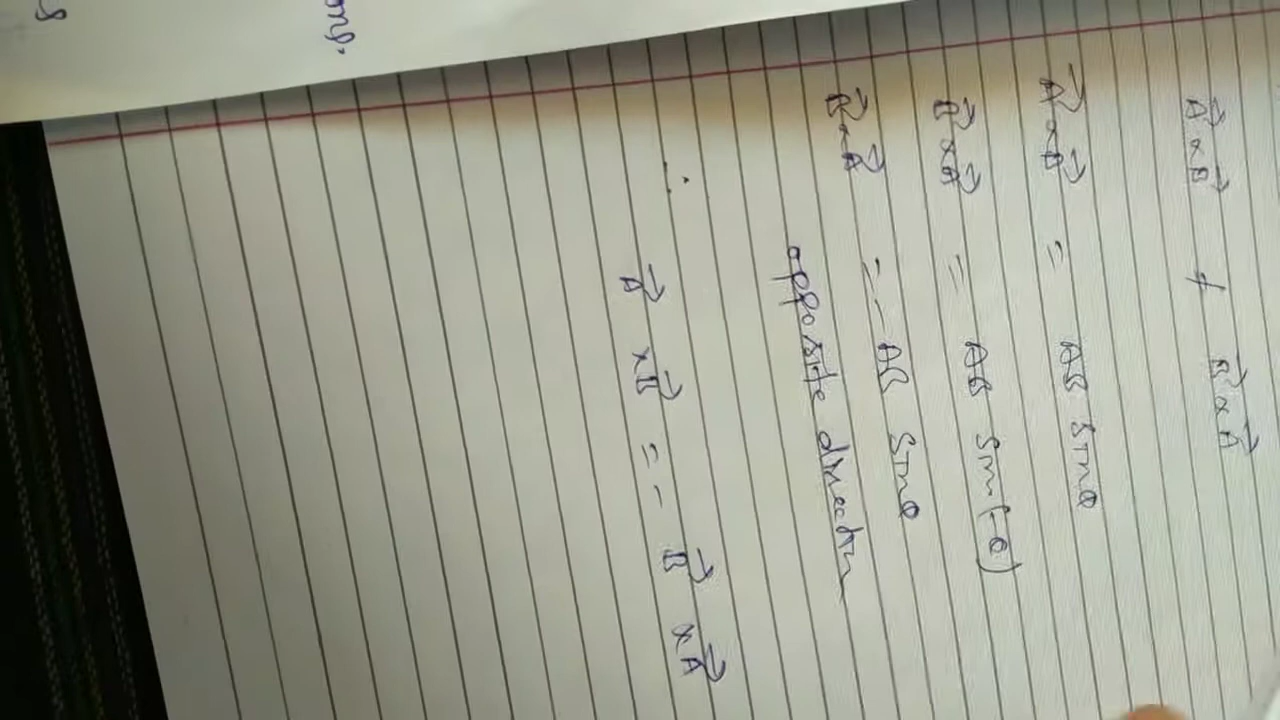 A⃗ × B⃗ ≠ B⃗ × A⃗
A⃗ × B⃗ = AB sinθ
B⃗ × A⃗ = AB sin(-θ)
B⃗ × A⃗ = - AB sinθ
opposite direction
∴ A⃗ × B⃗ = - B⃗ × A⃗